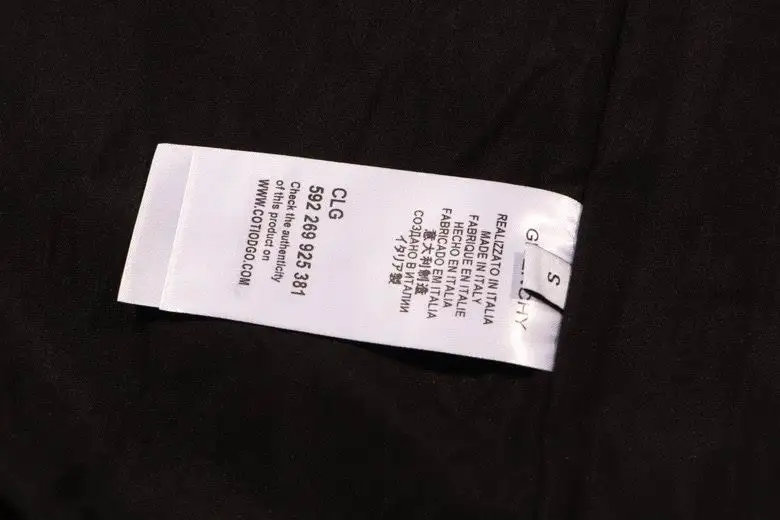 G
NCHY
S
REALIZZATO IN ITALIA
MADE IN ITALY
FABRIQUE EN ITALIE
HECHO EN ITALIA
FABRICADO EM ITALIA
意大利制造
СОЗДАНО В ИТАЛИИ
イタリア製
CLG
592 269 925 381
Check the authenticity
of this product on
WWW.COTIODGO.COM